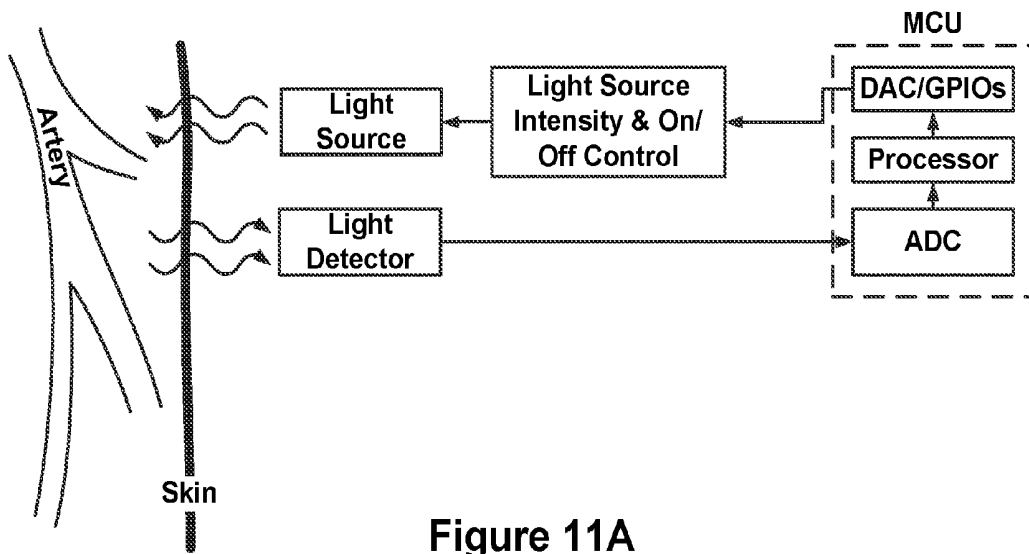 MCU
Artery
Light
Source
Light Source
Intensity & On/
Off Control
DAC/GPIOs
Processor
Light
Detector
ADC
Skin
Figure 11A